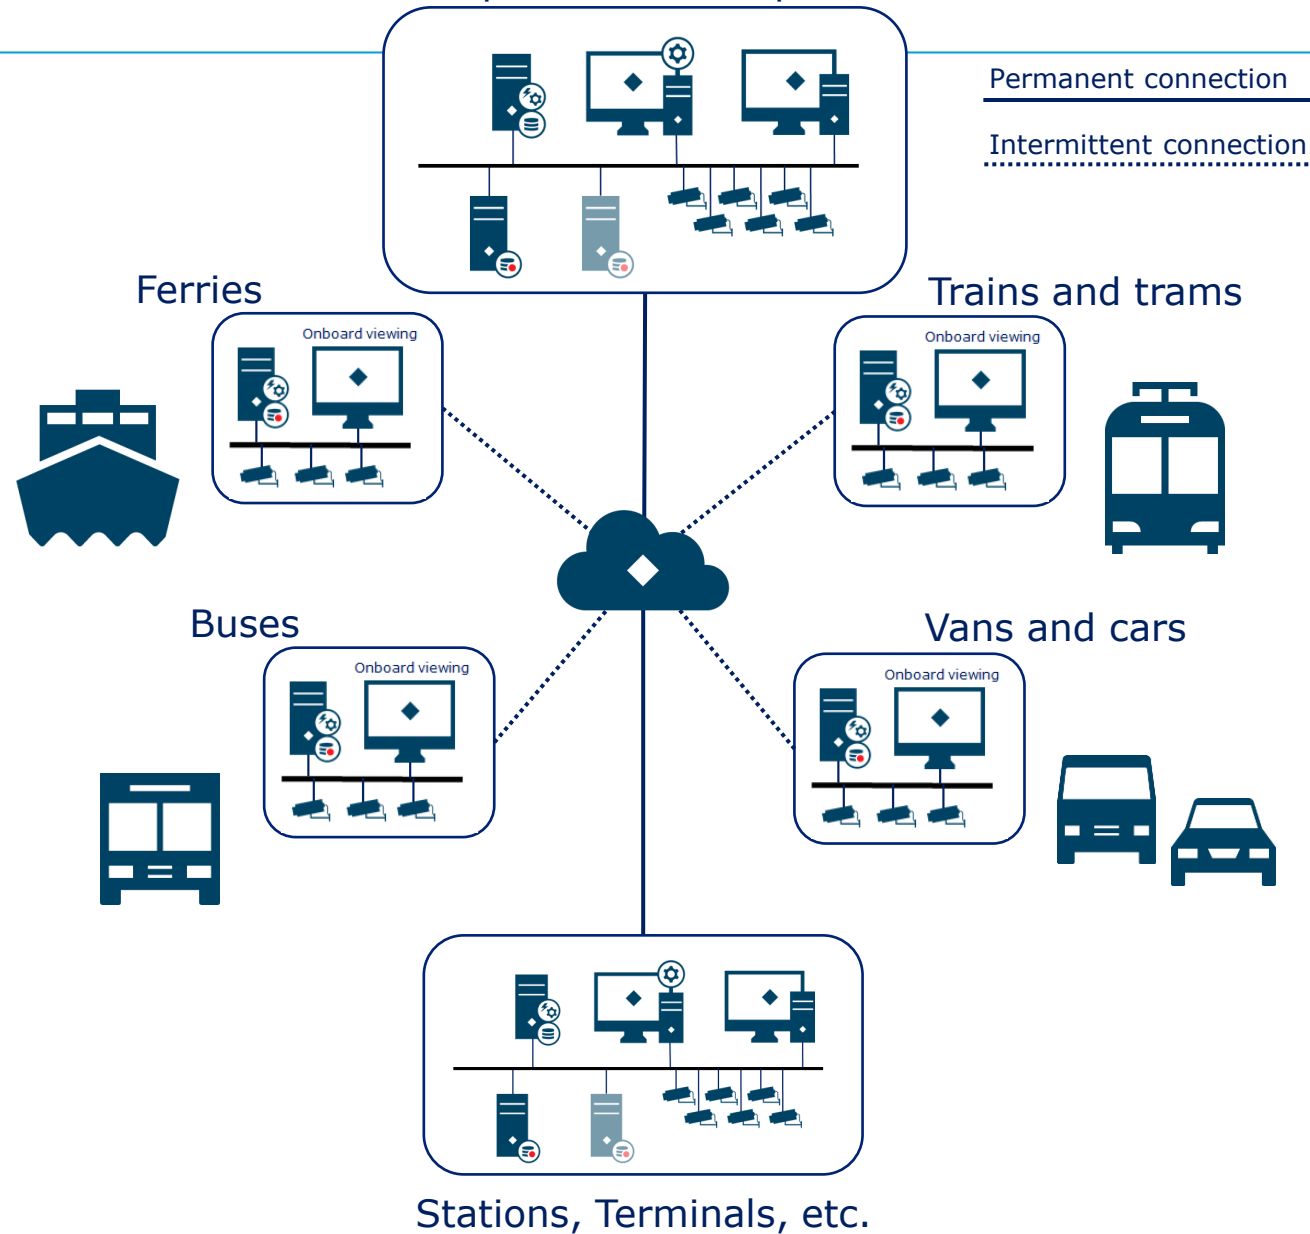 Permanent connection
Intermittent connection
Ferries
Trains and trams
Onboard viewing
Onboard viewing
Buses
Vans and cars
Onboard viewing
Onboard viewing
Stations, Terminals, etc.